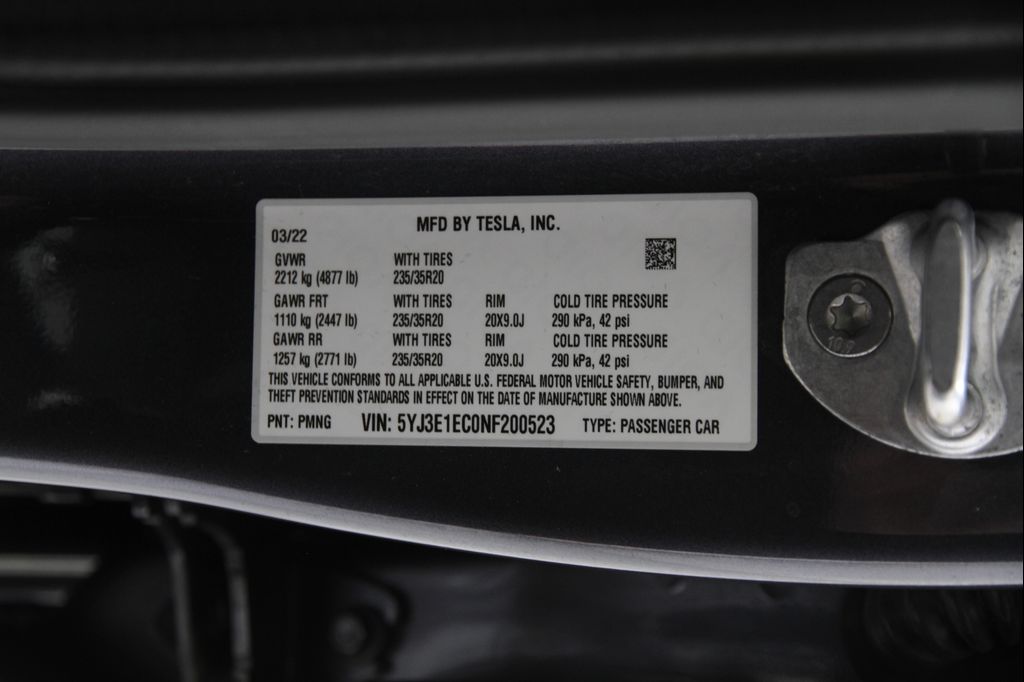 MFD BY TESLA, INC.
03/22
GVWR WITH TIRES
2212 kg (4877 lb) 235/35R20
GAWR FRT WITH TIRES RIM COLD TIRE PRESSURE
1110 kg (2447 lb) 235/35R20 20X9.0J 290 kPa, 42 psi
GAWR RR WITH TIRES RIM COLD TIRE PRESSURE
1257 kg (2771 lb) 235/35R20 20X9.0J 290 kPa, 42 psi
THIS VEHICLE CONFORMS TO ALL APPLICABLE U.S. FEDERAL MOTOR VEHICLE SAFETY, BUMPER, AND
THEFT PREVENTION STANDARDS IN EFFECT ON THE DATE OF MANUFACTURE SHOWN ABOVE.
PNT: PMNG VIN: 5YJ3E1EC0NF200523 TYPE: PASSENGER CAR